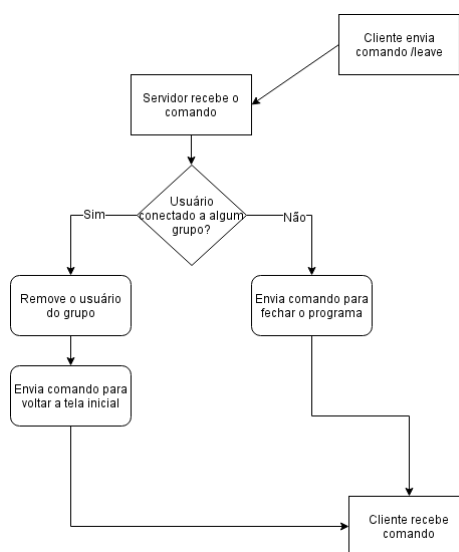 Cliente envia
comando /leave
Servidor recebe o
comando
Usuário
conectado a algum
grupo?
Sim
Não
Remove o usuário
do grupo
Envia comando para
fechar o programa
Envia comando para
voltar a tela inicial
Cliente recebe
comando